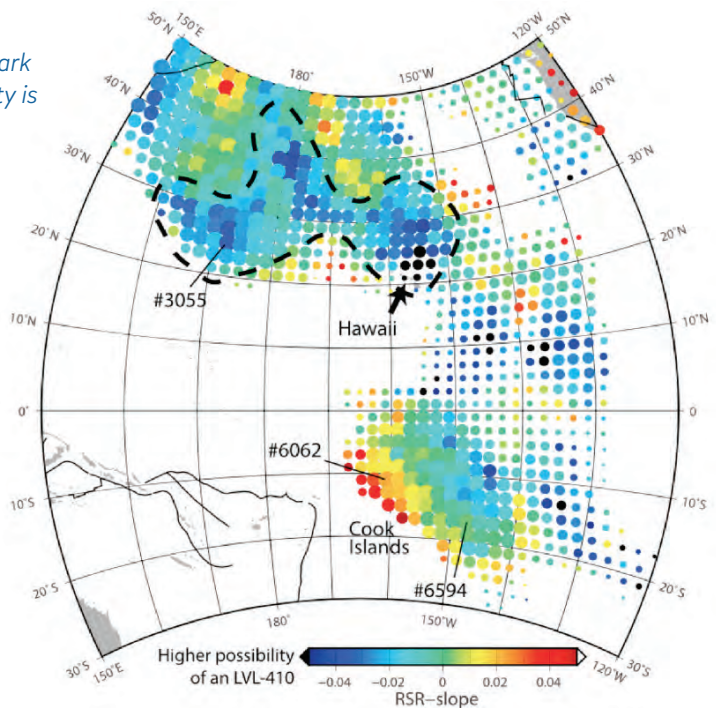 ark
ty is
50°N
150°E
180°
150°W
120°W
50°N
40°N
40°N
30°N
30°N
20°N
20°N
#3055
Hawaii
10°N
10°N
0°
0
#6062
10°S
10°S
Cook
Islands
#6594
20°S
20°S
180°
150°W
30°S
150°E
120°W
30°S
Higher possibility
of an LVL-410
−0.04 −0.02 0 0.02 0.04
RSR−slope